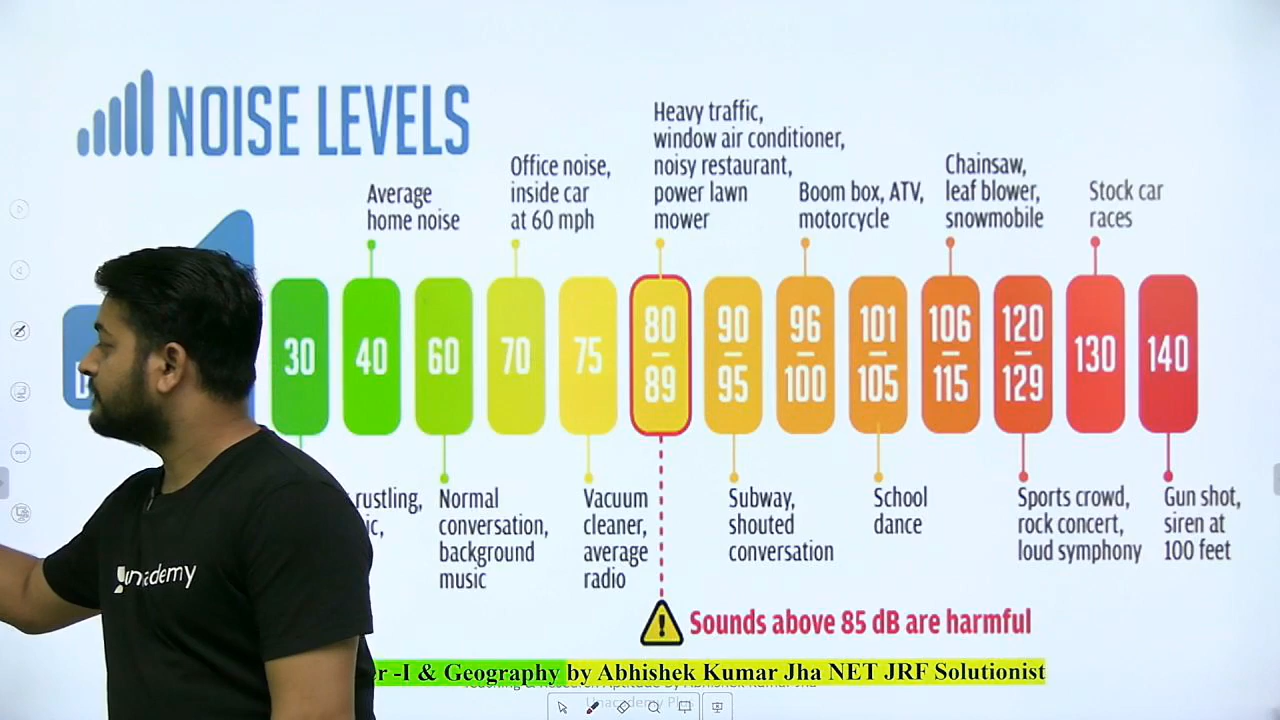 NOISE LEVELS
Average
home noise
Office noise,
inside car
at 60 mph
Heavy traffic,
window air conditioner,
noisy restaurant,
power lawn
mower
Boom box, ATV,
motorcycle
Chainsaw,
leaf blower,
snowmobile
Stock car
races
30
40
60
70
75
80
–
89
90
–
95
96
–
100
101
–
105
106
–
115
120
–
129
130
140
rustling,
Normal
conversation,
background
music
Vacuum
cleaner,
average
radio
Subway,
shouted
conversation
School
dance
Sports crowd,
rock concert,
loud symphony
Gun shot,
siren at
100 feet
Sounds above 85 dB are harmful
-I & Geography by Abhishek Kumar Jha NET JRF Solutionist
unacademy